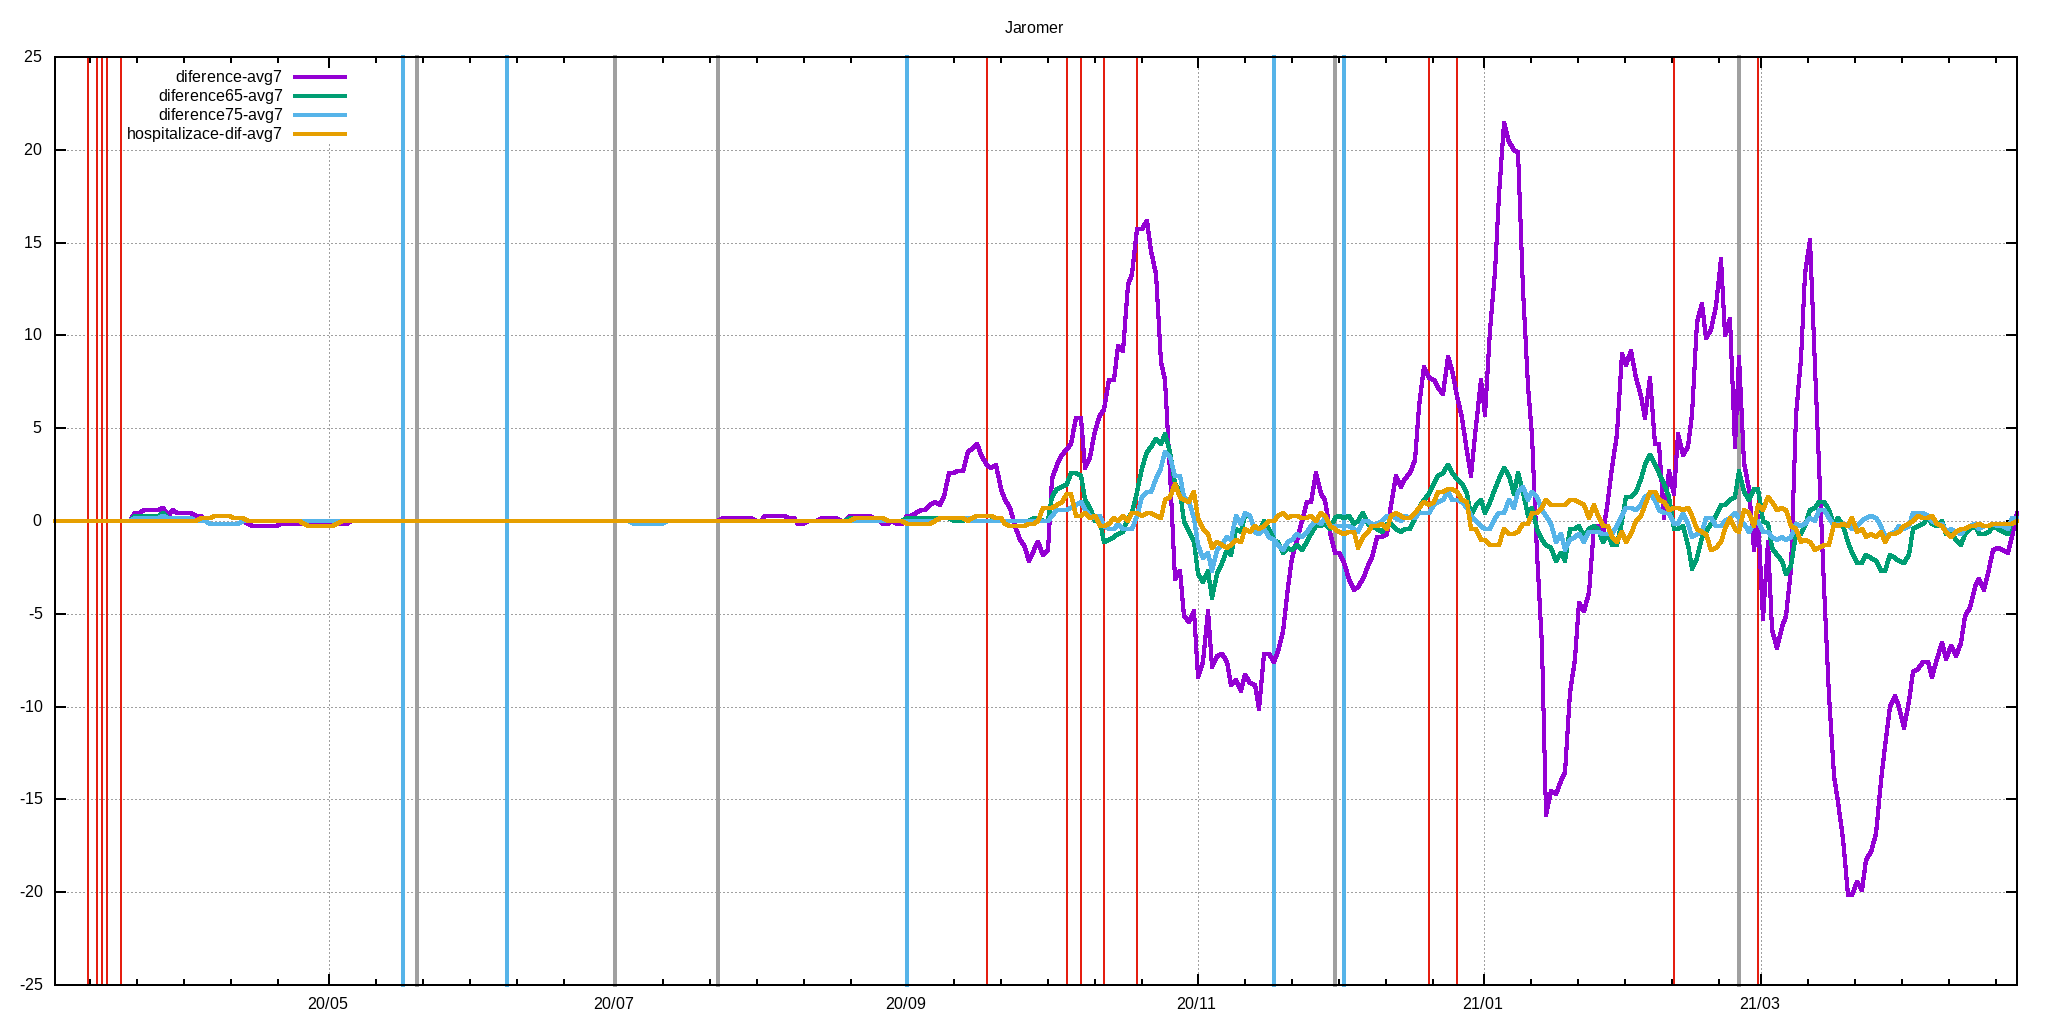 Jaromer
25
diference-avg7
diference65-avg7
diference75-avg7
hospitalizace-dif-avg7
20
15
10
5
0
-5
-10
-15
-20
-25
20/05 20/07 20/09 20/11 21/01 21/03